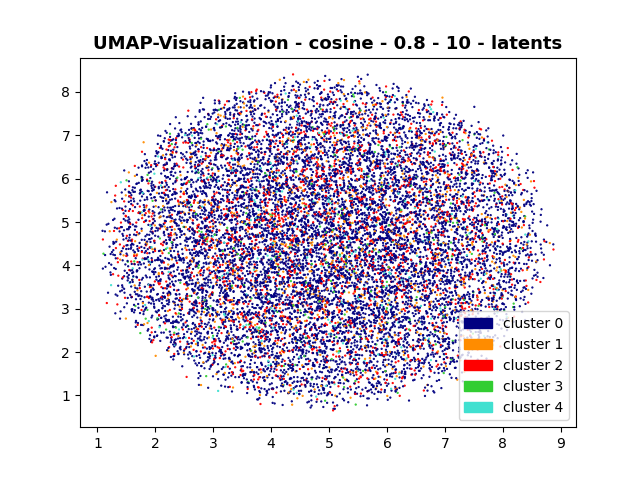 UMAP-Visualization - cosine - 0.8 - 10 - latents
8
7
6
5
4
3
2
1
cluster 0
cluster 1
cluster 2
cluster 3
cluster 4
1 2 3 4 5 6 7 8 9